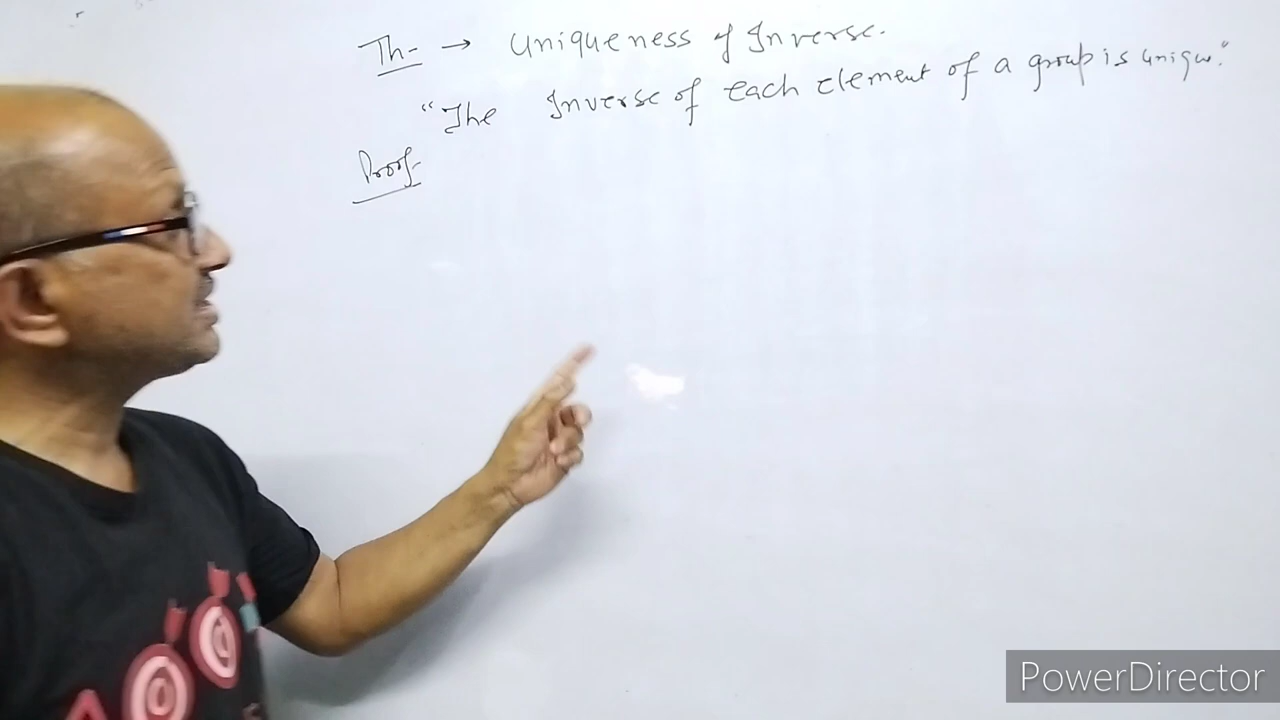 Th- → Uniqueness of Inverse.
"The Inverse of each element of a group is unique."
Proof-
PowerDirector